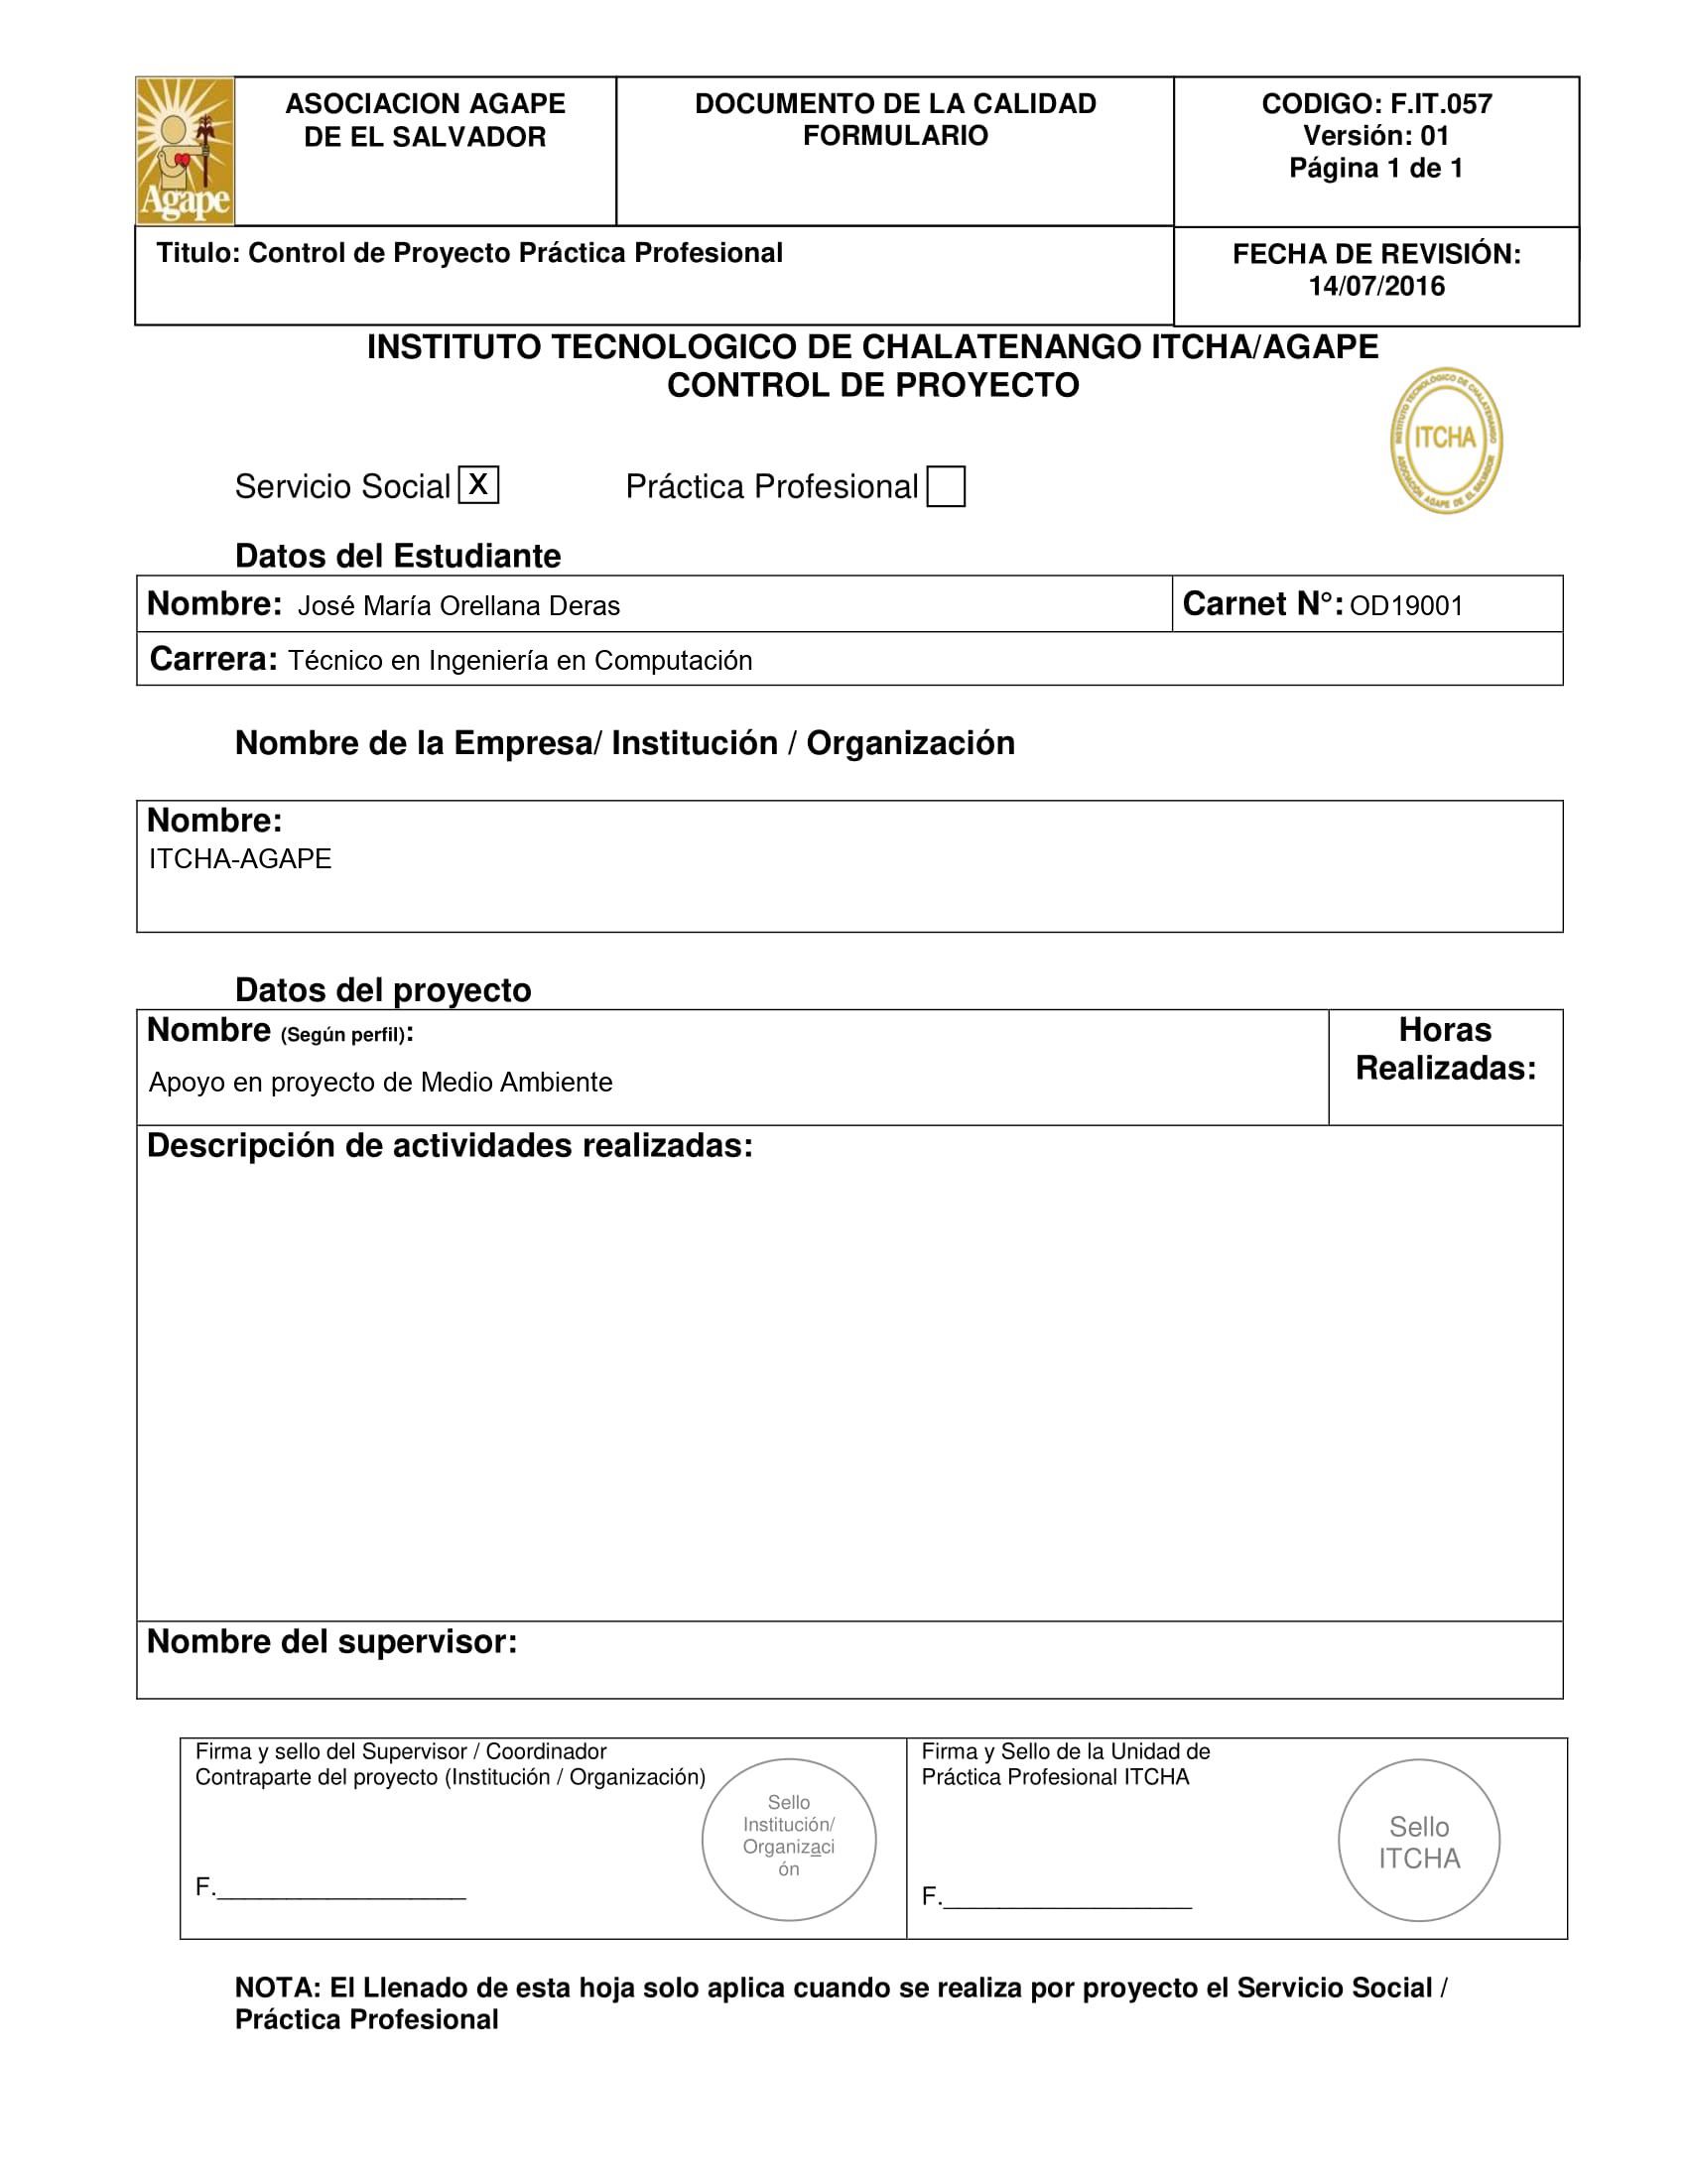 Agape
ASOCIACION AGAPE
DE EL SALVADOR
DOCUMENTO DE LA CALIDAD
FORMULARIO
CODIGO: F.IT.057
Versión: 01
Página 1 de 1
Titulo: Control de Proyecto Práctica Profesional
FECHA DE REVISIÓN:
14/07/2016
INSTITUTO TECNOLOGICO DE CHALATENANGO ITCHA/AGAPE
CONTROL DE PROYECTO
INSTITUTO TECNOLÓGICO DE CHALATENANGO
ITCHA
ASOCIACIÓN AGAPE DE EL SALVADOR
Servicio Social X Práctica Profesional
Datos del Estudiante
Nombre: José María Orellana Deras Carnet N°: OD19001
Carrera: Técnico en Ingeniería en Computación
Nombre de la Empresa/ Institución / Organización
Nombre:
ITCHA-AGAPE
Datos del proyecto
Nombre (Según perfil):
Apoyo en proyecto de Medio Ambiente
Horas
Realizadas:
Descripción de actividades realizadas:
Nombre del supervisor:
Firma y sello del Supervisor / Coordinador
Contraparte del proyecto (Institución / Organización)
Sello
Institución/
Organizaci
ón
F.__________________
Firma y Sello de la Unidad de
Práctica Profesional ITCHA
Sello
ITCHA
F.__________________
NOTA: El Llenado de esta hoja solo aplica cuando se realiza por proyecto el Servicio Social /
Práctica Profesional